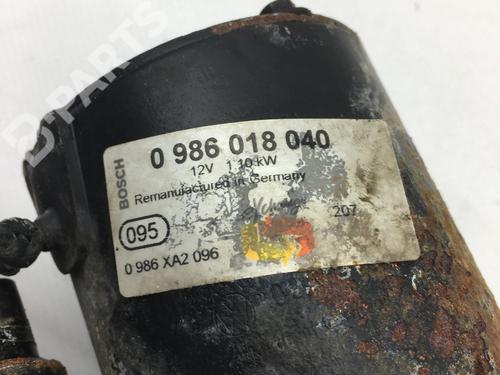 B-PARTS
BOSCH
0 986 018 040
12V 1.10 kW
Remanufactured in Germany
207
095
0 986 XA2 096